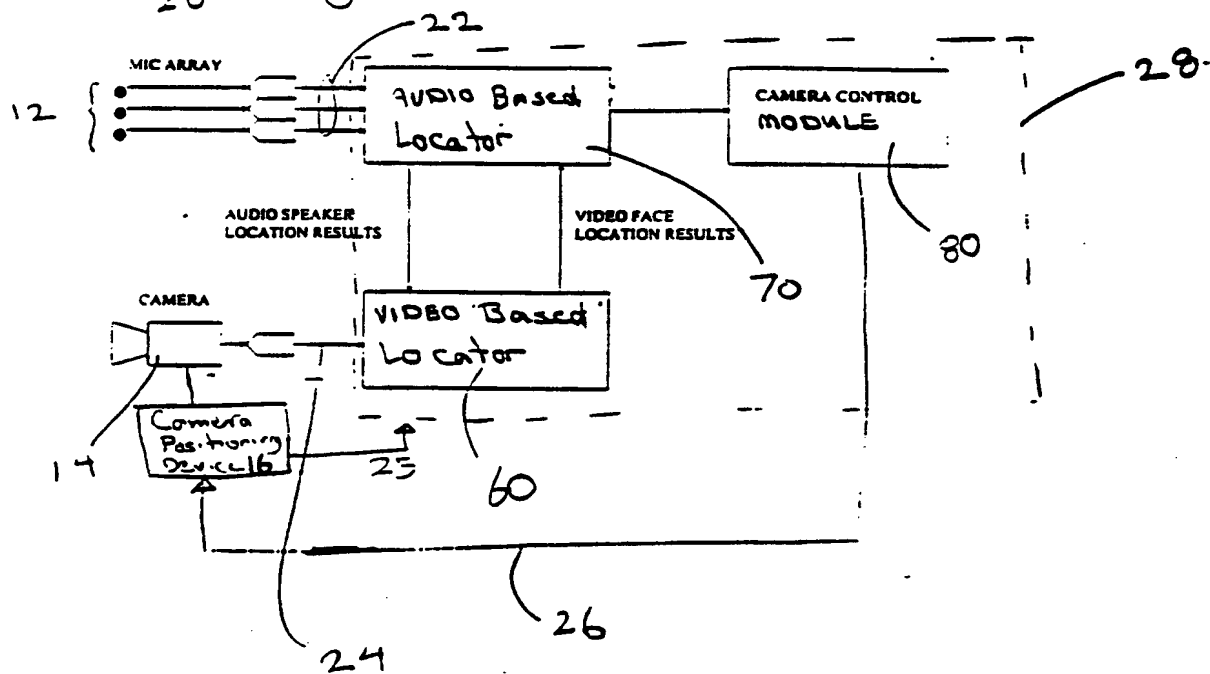 22
28.
MIC ARRAY
12
AUDIO Based
Locator
CAMERA CONTROL
MODULE
AUDIO SPEAKER
LOCATION RESULTS
VIDEO FACE
LOCATION RESULTS
70
80
CAMERA
VIDEO Based
Locator
14
Camera
Positioning
Device 16
25
60
26
24